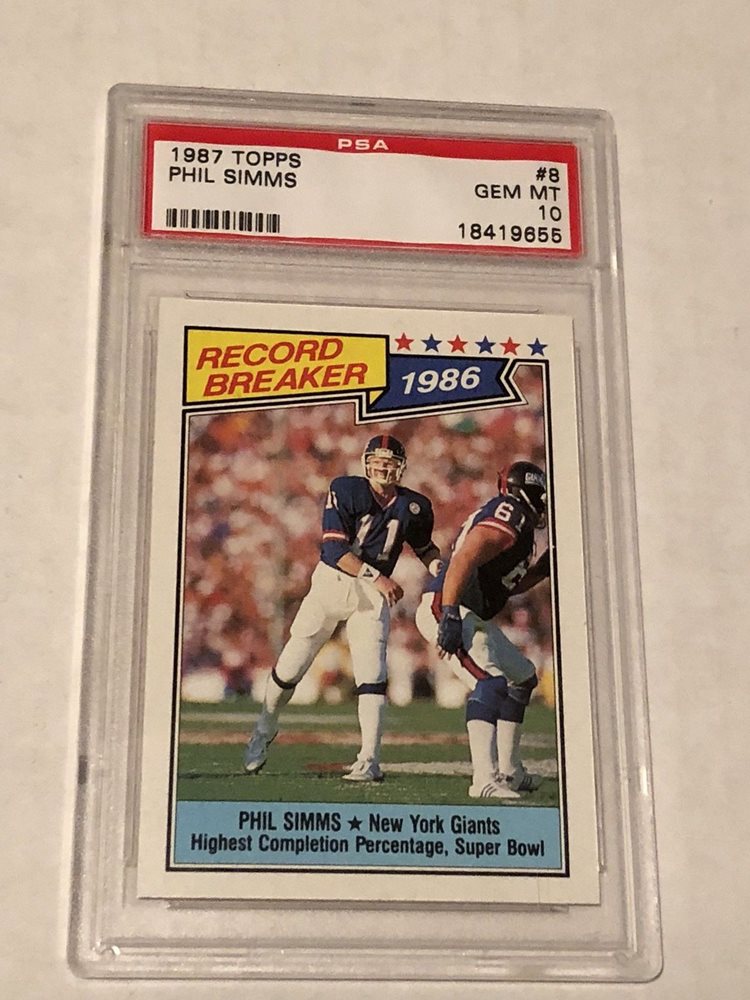 PSA
1987 TOPPS #8
PHIL SIMMS GEM MT
10
18419655
RECORD
BREAKER
1986
11
6
PHIL SIMMS ★ New York Giants
Highest Completion Percentage, Super Bowl